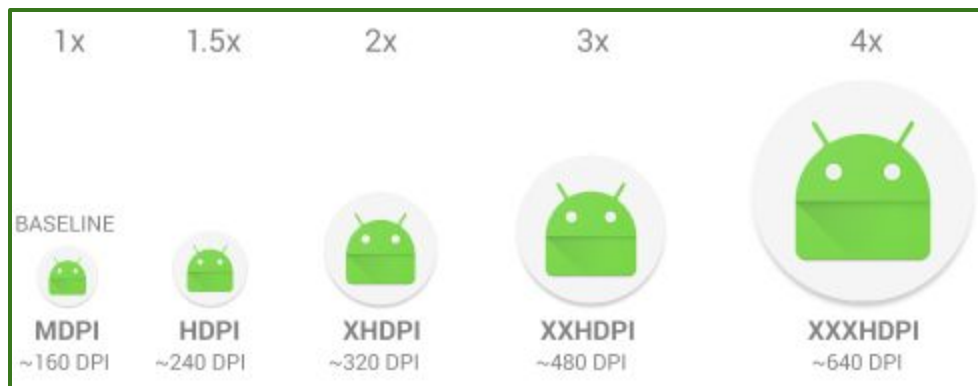 1x 1.5x 2x 3x 4x
BASELINE
MDPI HDPI XHDPI XXHDPI XXXHDPI
~160 DPI ~240 DPI ~320 DPI ~480 DPI ~640 DPI